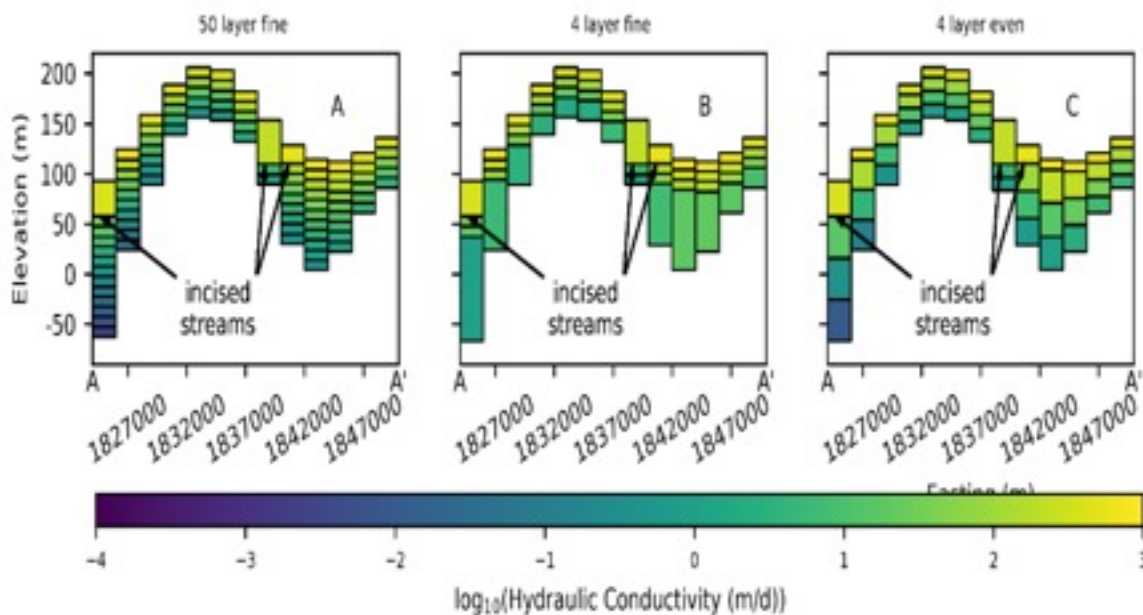 50 layer fine 4 layer fine 4 layer even
Elevation (m)
200
150
100
50
0
-50
A B C
incised incised incised
streams streams streams
A A' A A' A A'
1827000 1832000 1837000 1842000 1847000 1827000 1832000 1837000 1842000 1847000 1827000 1832000 1837000 1842000 1847000
Easting (m)
−4 −3 −2 −1 0 1 2 3
log₁₀(Hydraulic Conductivity (m/d))